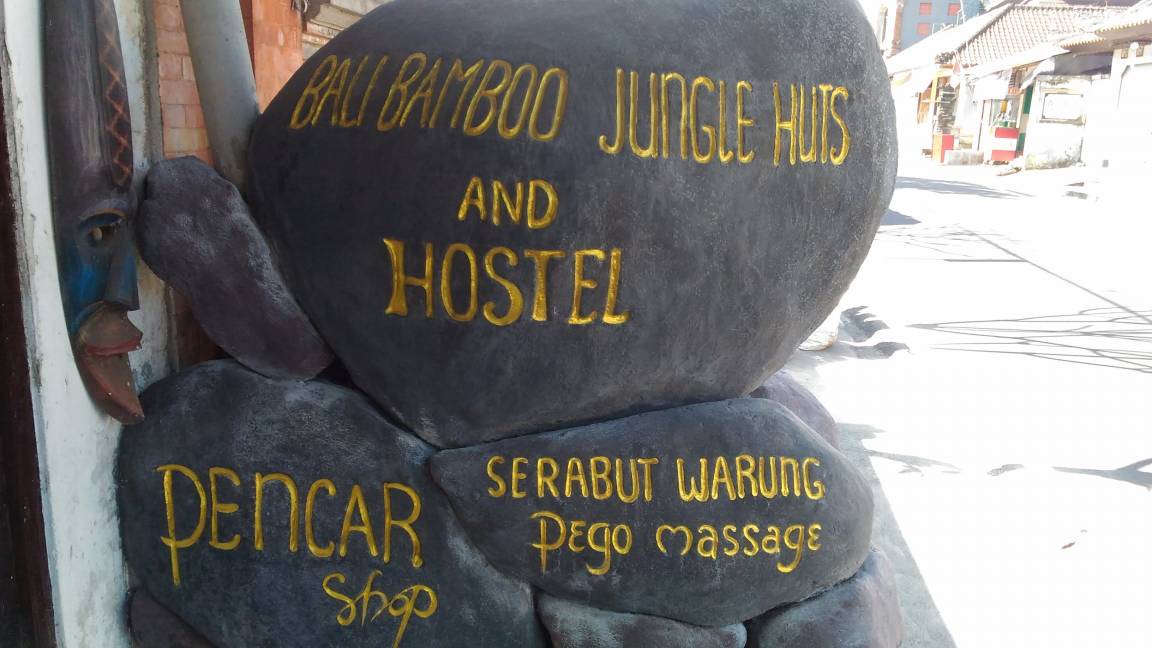 BALI BAMBOO JUNGLE HUTS
AND
HOSTEL
PENCAR
Shop
SERABUT WARUNG
Pego massage